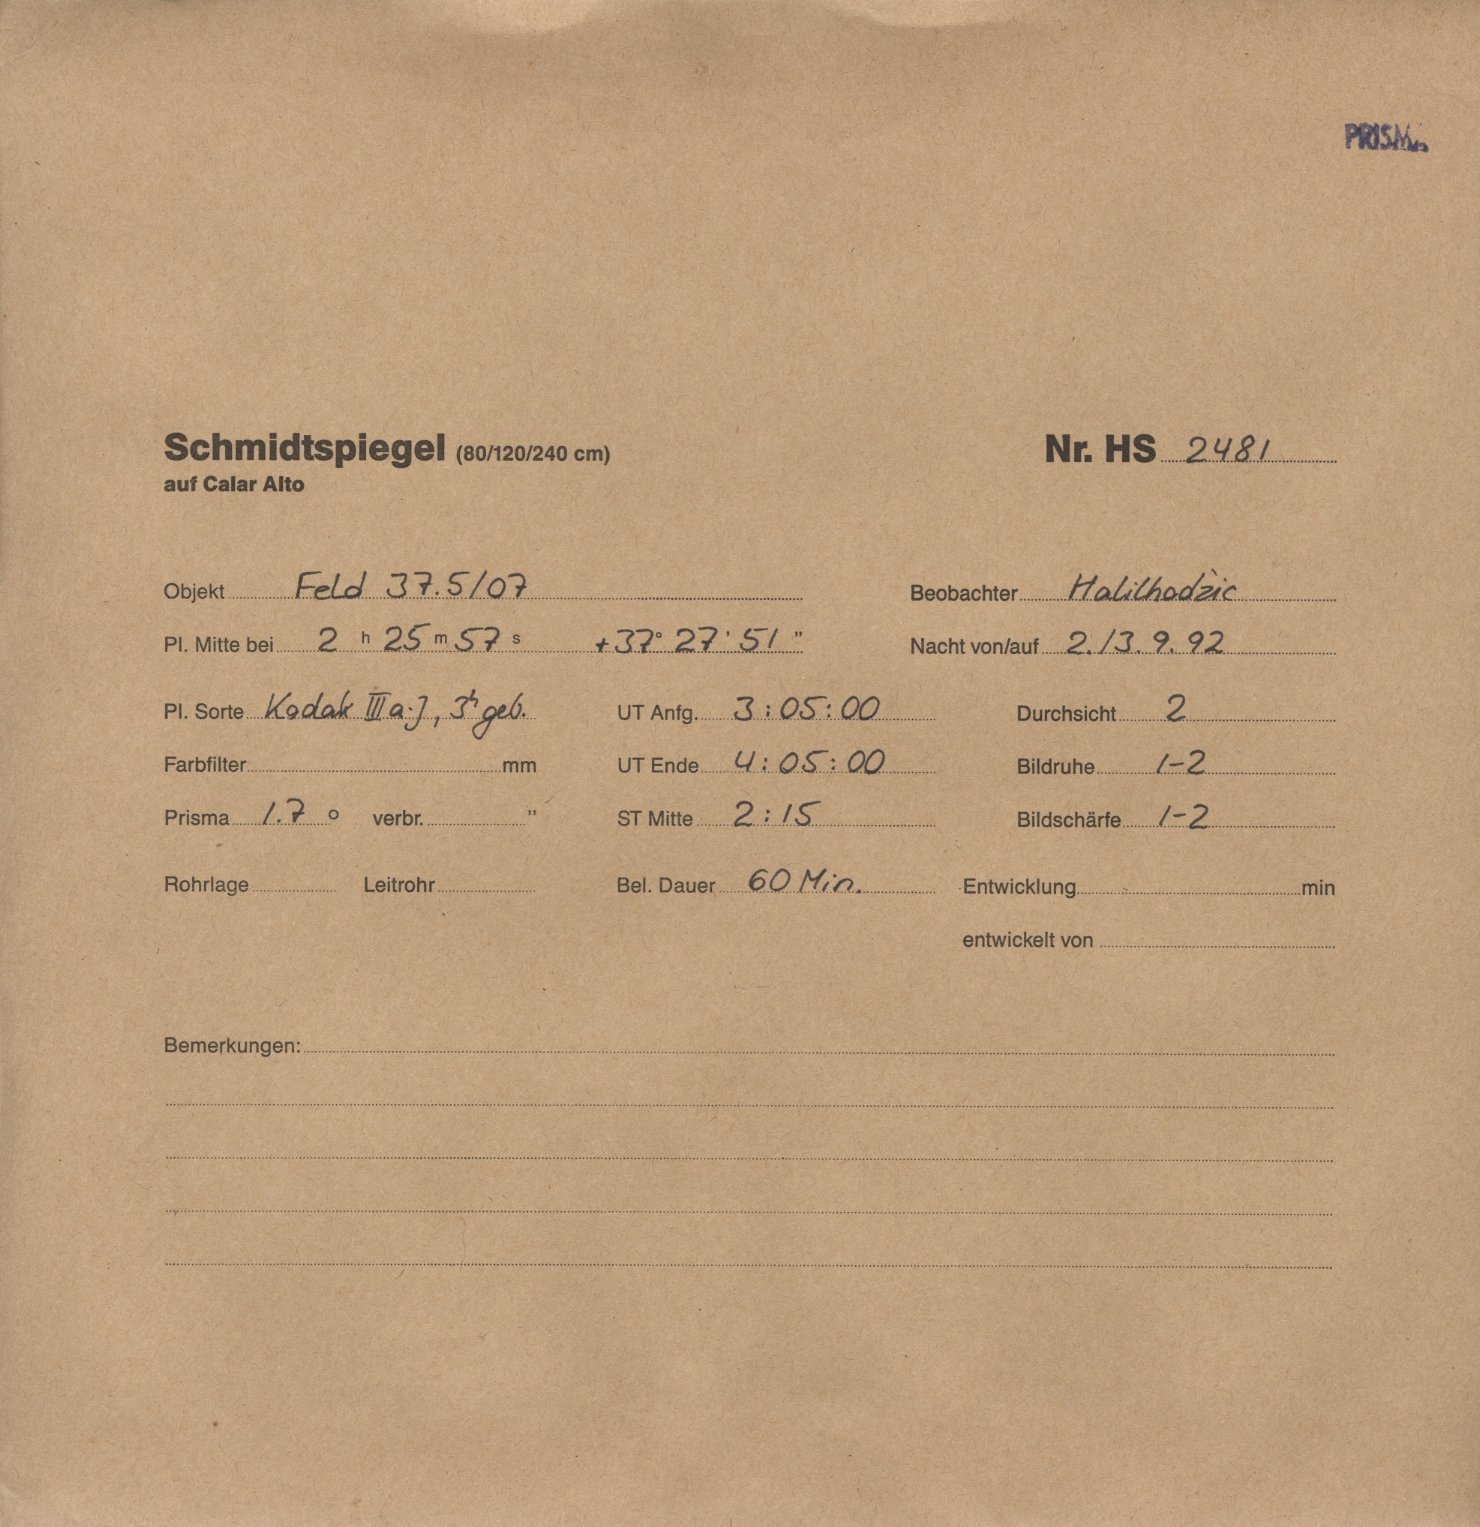 PRISMA
Schmidtspiegel (80/120/240 cm) Nr. HS 2481
auf Calar Alto
Objekt Feld 37.5/07 Beobachter Halilhodžic
Pl. Mitte bei 2 h 25 m 57 s +37° 27' 51" Nacht von/auf 2./3.9.92
Pl. Sorte Kodak IIIa-J, 3h geb. UT Anfg. 3:05:00 Durchsicht 2
Farbfilter mm UT Ende 4:05:00 Bildruhe 1-2
Prisma 1.7 ° verbr. " ST Mitte 2:15 Bildschärfe 1-2
Rohrlage Leitrohr Bel. Dauer 60 Min. Entwicklung min
entwickelt von
Bemerkungen: